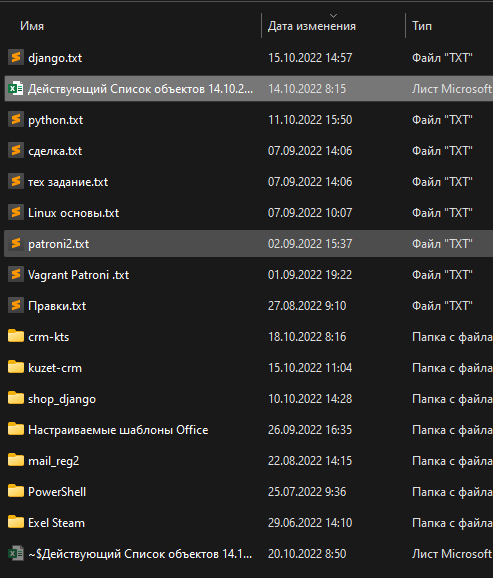 Имя Дата изменения Тип
django.txt 15.10.2022 14:57 Файл "TXT"
Действующий Список объектов 14.10.2... 14.10.2022 8:15 Лист Microsoft
python.txt 11.10.2022 15:50 Файл "TXT"
сделка.txt 07.09.2022 14:06 Файл "TXT"
тех задание.txt 07.09.2022 14:06 Файл "TXT"
Linux основы.txt 07.09.2022 10:07 Файл "TXT"
patroni2.txt 02.09.2022 15:37 Файл "TXT"
Vagrant Patroni .txt 01.09.2022 19:22 Файл "TXT"
Правки.txt 27.08.2022 9:10 Файл "TXT"
crm-kts 18.10.2022 8:16 Папка с файла
kuzet-crm 15.10.2022 11:04 Папка с файла
shop_django 10.10.2022 14:28 Папка с файла
Настраиваемые шаблоны Office 26.09.2022 16:35 Папка с файла
mail_reg2 22.08.2022 14:15 Папка с файла
PowerShell 25.07.2022 9:36 Папка с файла
Exel Steam 29.06.2022 14:10 Папка с файла
~$Действующий Список объектов 14.1... 20.10.2022 8:50 Лист Microsoft